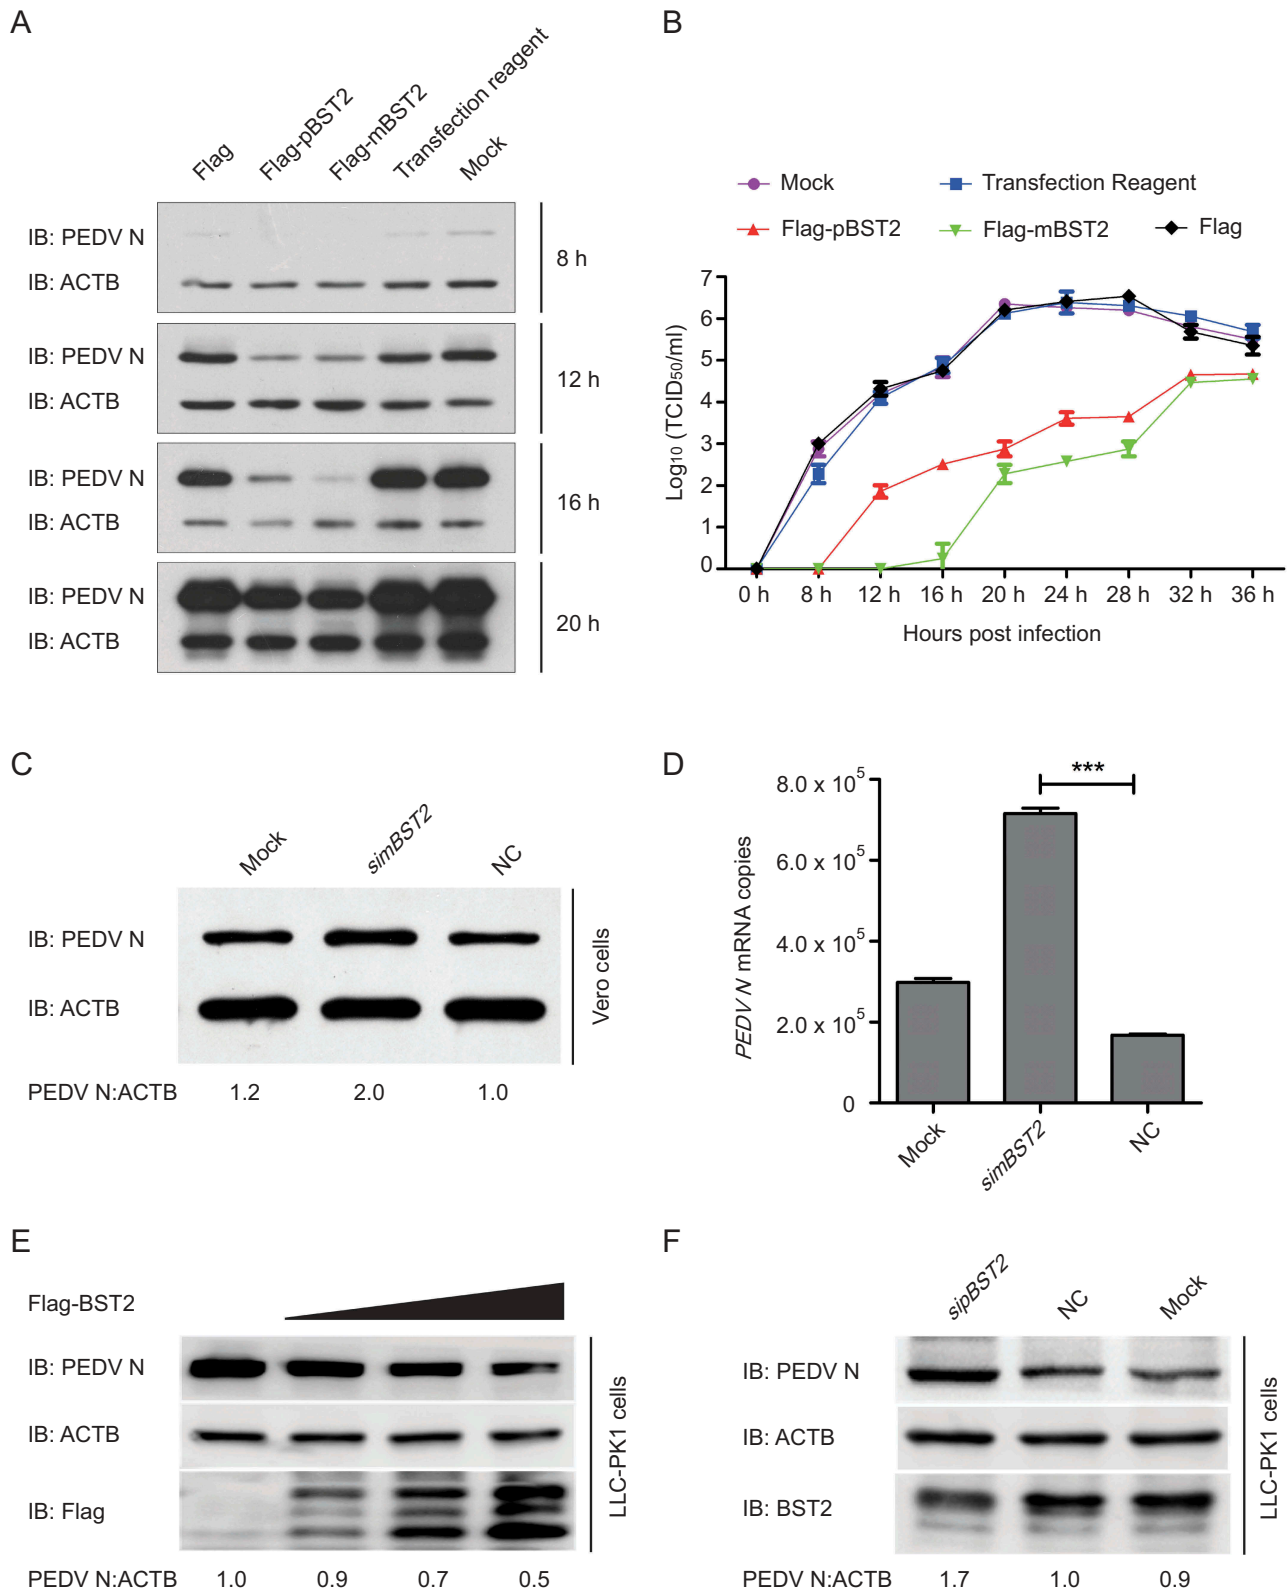 A
Flag
Flag-pBST2
Flag-mBST2
Transfection reagent
Mock
IB: PEDV N
IB: ACTB
8 h
IB: PEDV N
IB: ACTB
12 h
IB: PEDV N
IB: ACTB
16 h
IB: PEDV N
IB: ACTB
20 h
B
Mock
Transfection Reagent
Flag-pBST2
Flag-mBST2
Flag
Log10 (TCID50/ml)
7
6
5
4
3
2
1
0
0 h 8 h 12 h 16 h 20 h 24 h 28 h 32 h 36 h
Hours post infection
C
Mock
simBST2
NC
IB: PEDV N
IB: ACTB
Vero cells
PEDV N:ACTB 1.2 2.0 1.0
D
PEDV N mRNA copies
8.0 x 10^5
6.0 x 10^5
4.0 x 10^5
2.0 x 10^5
0
***
Mock
simBST2
NC
E
Flag-BST2
IB: PEDV N
IB: ACTB
IB: Flag
LLC-PK1 cells
PEDV N:ACTB 1.0 0.9 0.7 0.5
F
sipBST2
NC
Mock
IB: PEDV N
IB: ACTB
IB: BST2
LLC-PK1 cells
PEDV N:ACTB 1.7 1.0 0.9